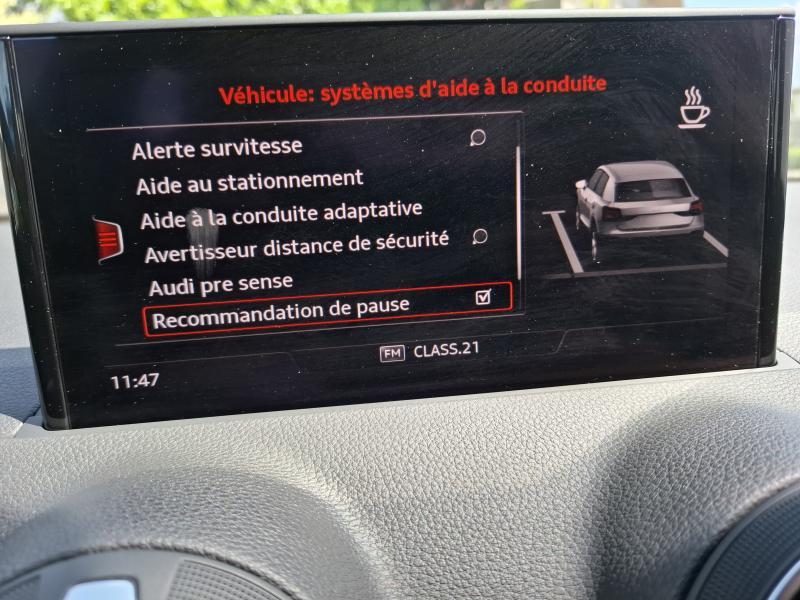 Véhicule: systèmes d'aide à la conduite
Alerte survitesse
Aide au stationnement
Aide à la conduite adaptative
Avertisseur distance de sécurité
Audi pre sense
Recommandation de pause
FM CLASS.21
11:47